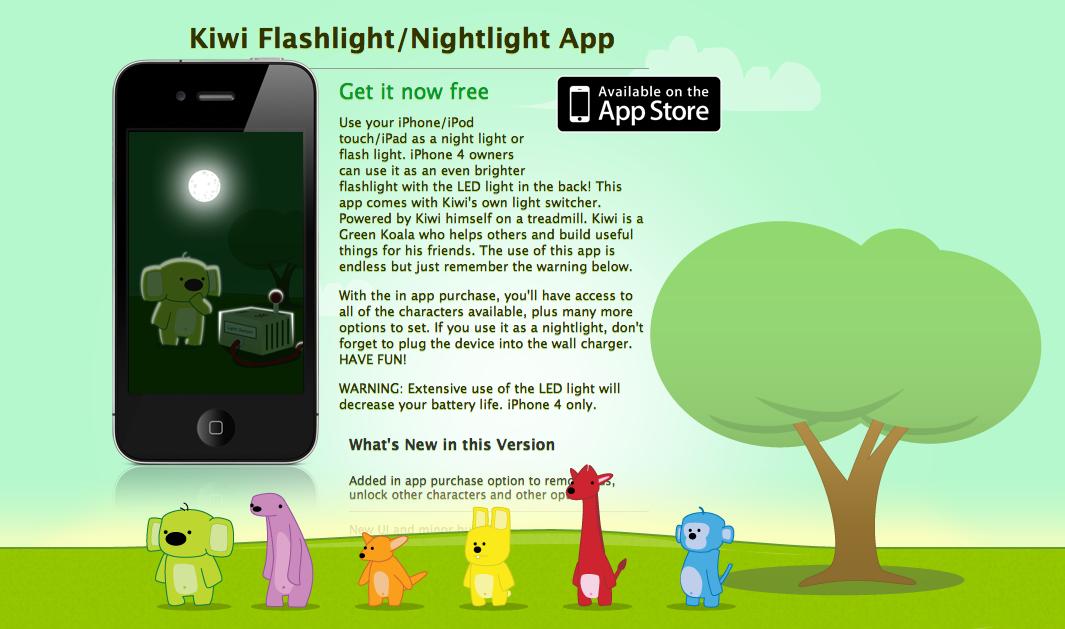 Kiwi Flashlight/Nightlight App
Get it now free
Available on the
App Store
Use your iPhone/iPod
touch/iPad as a night light or
flash light. iPhone 4 owners
can use it as an even brighter
flashlight with the LED light in the back! This
app comes with Kiwi's own light switcher.
Powered by Kiwi himself on a treadmill. Kiwi is a
Green Koala who helps others and build useful
things for his friends. The use of this app is
endless but just remember the warning below.
With the in app purchase, you'll have access to
all of the characters available, plus many more
options to set. If you use it as a nightlight, don't
forget to plug the device into the wall charger.
HAVE FUN!
WARNING: Extensive use of the LED light will
decrease your battery life. iPhone 4 only.
What's New in this Version
Added in app purchase option to
unlock other characters and other
New UI and minor